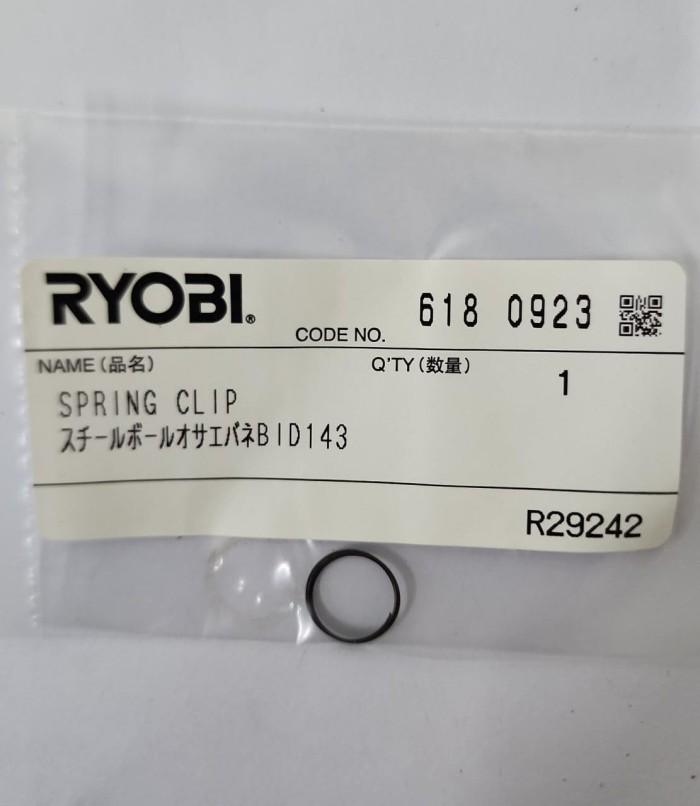 RYOBI®
CODE NO. 618 0923
NAME(品名) Q'TY(数量) 1
SPRING CLIP
スチールボールオサエバネBID143
R29242